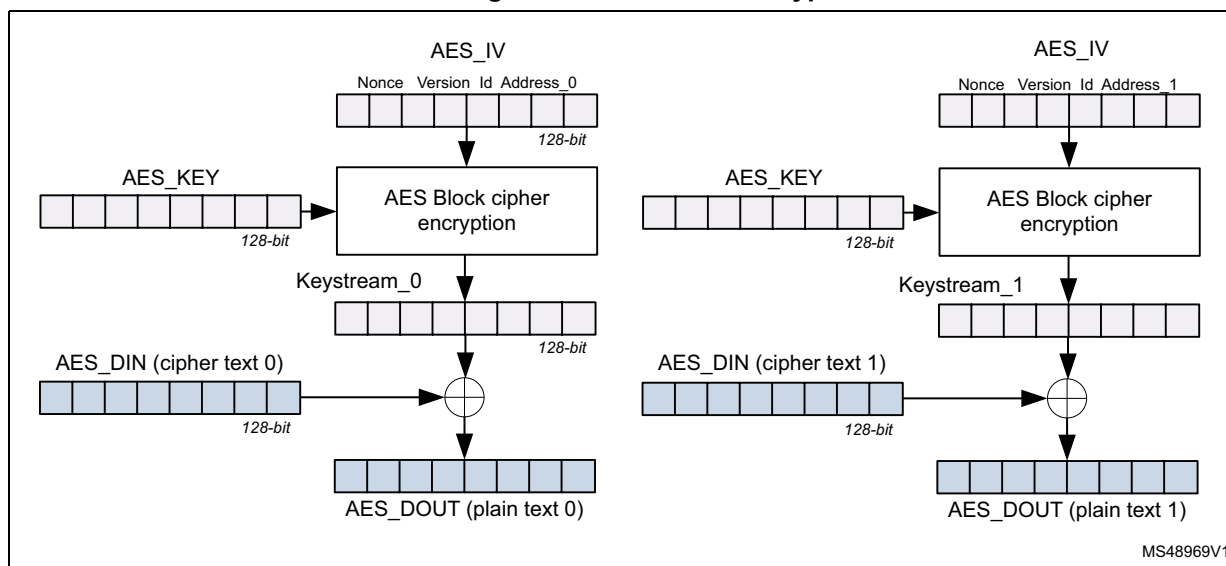 AES_IV
Nonce Version Id Address_0
128-bit
AES_KEY
128-bit
AES Block cipher
encryption
Keystream_0
128-bit
AES_DIN (cipher text 0)
128-bit
AES_DOUT (plain text 0)
AES_IV
Nonce Version Id Address_1
AES_KEY
128-bit
AES Block cipher
encryption
Keystream_1
AES_DIN (cipher text 1)
128-bit
AES_DOUT (plain text 1)
MS48969V1